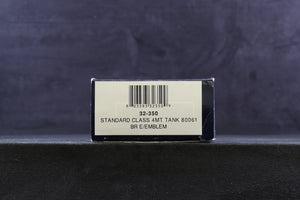 32-350
STANDARD CLASS 4MT TANK 80061
BR E/EMBLEM